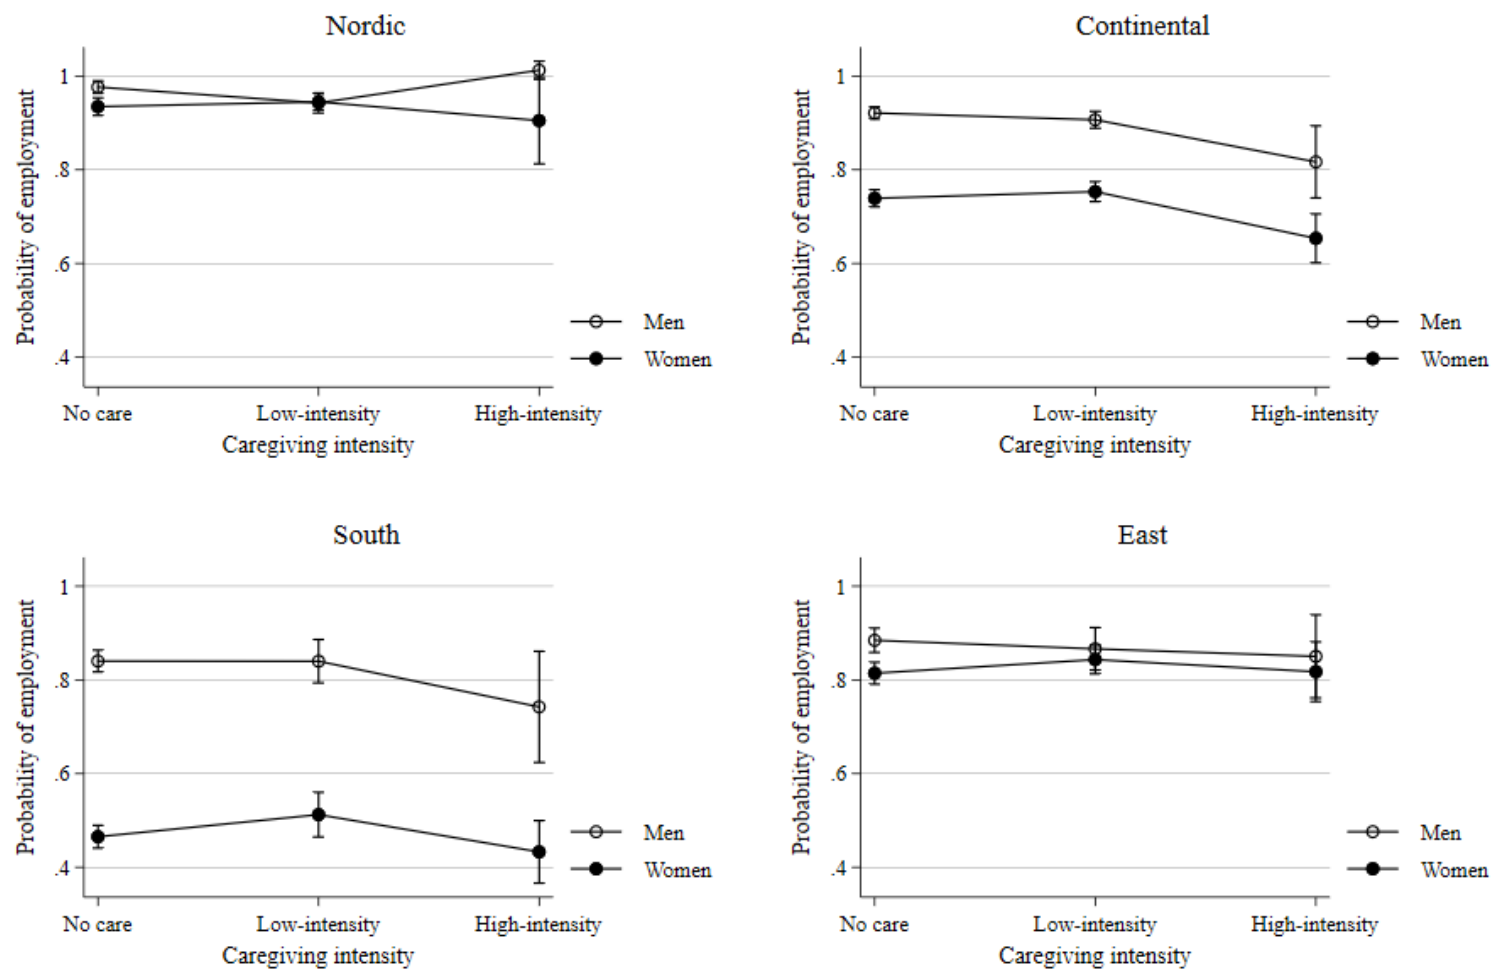 Nordic
Probability of employment
1
.8
.6
.4
No care Low-intensity High-intensity
Caregiving intensity
Men
Women
Continental
Probability of employment
1
.8
.6
.4
No care Low-intensity High-intensity
Caregiving intensity
Men
Women
South
Probability of employment
1
.8
.6
.4
No care Low-intensity High-intensity
Caregiving intensity
Men
Women
East
Probability of employment
1
.8
.6
.4
No care Low-intensity High-intensity
Caregiving intensity
Men
Women